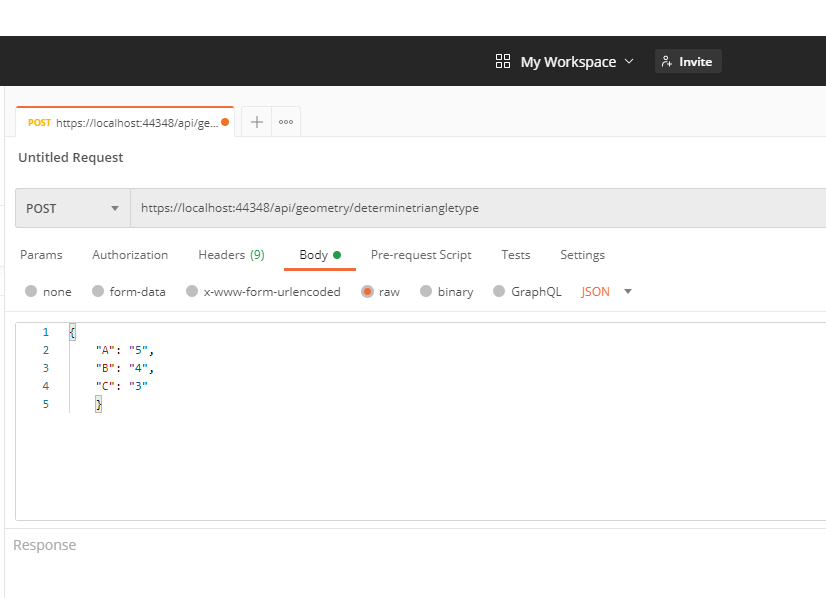 My Workspace Invite
POST https://localhost:44348/api/ge...
Untitled Request
POST https://localhost:44348/api/geometry/determinetriangletype
Params Authorization Headers (9) Body Pre-request Script Tests Settings
none form-data x-www-form-urlencoded raw binary GraphQL JSON
1 {
2 "A": "5",
3 "B": "4",
4 "C": "3"
5 }
Response